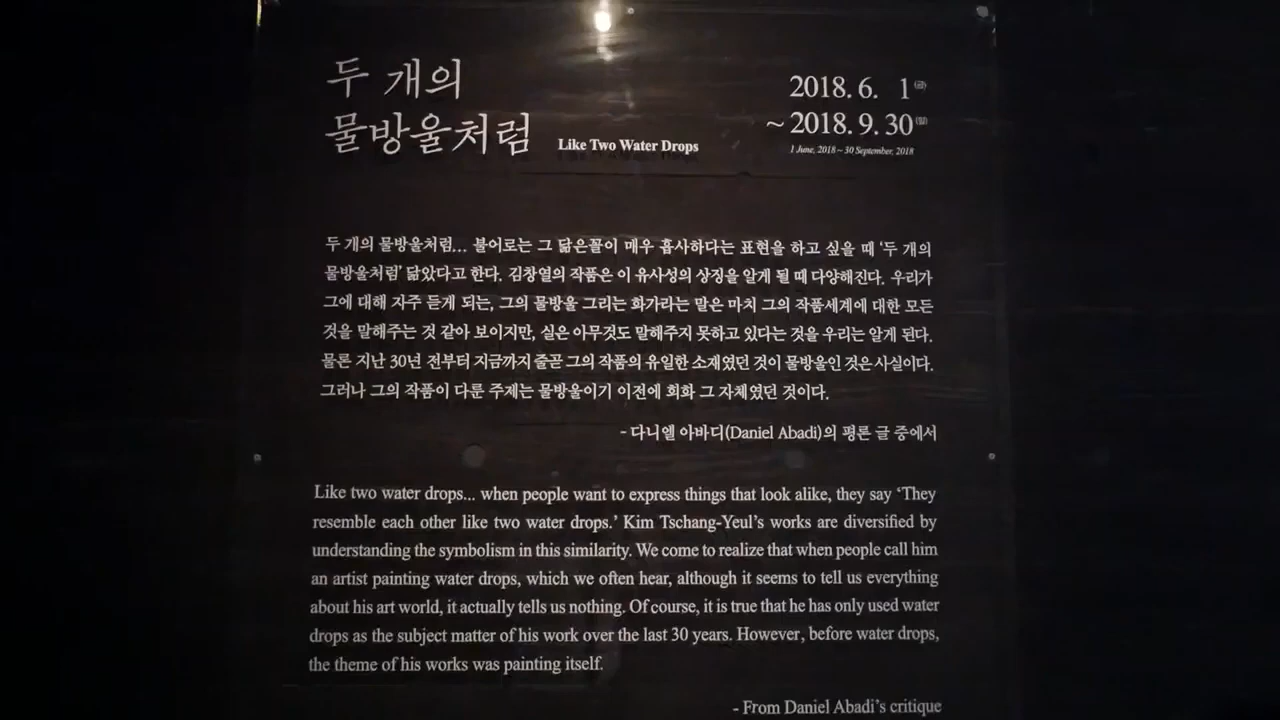 두 개의
물방울처럼 Like Two Water Drops
2018. 6. 1(금)
~ 2018. 9. 30(일)
1 June, 2018 ~ 30 September, 2018
두 개의 물방울처럼... 불어로는 그 닮은꼴이 매우 흡사하다는 표현을 하고 싶을 때 '두 개의
물방울처럼' 닮았다고 한다. 김창열의 작품은 이 유사성의 상징을 알게 될 때 다양해진다. 우리가
그에 대해 자주 듣게 되는, 그의 물방울 그리는 화가라는 말은 마치 그의 작품세계에 대한 모든
것을 말해주는 것 같아 보이지만, 실은 아무것도 말해주지 못하고 있다는 것을 우리는 알게 된다.
물론 지난 30년 전부터 지금까지 줄곧 그의 작품의 유일한 소재였던 것이 물방울인 것은 사실이다.
그러나 그의 작품이 다룬 주제는 물방울이기 이전에 회화 그 자체였던 것이다.
- 다니엘 아바디(Daniel Abadi)의 평론 글 중에서
Like two water drops... when people want to express things that look alike, they say 'They
resemble each other like two water drops.' Kim Tschang-Yeul's works are diversified by
understanding the symbolism in this similarity. We come to realize that when people call him
an artist painting water drops, which we often hear, although it seems to tell us everything
about his art world, it actually tells us nothing. Of course, it is true that he has only used water
drops as the subject matter of his work over the last 30 years. However, before water drops,
the theme of his works was painting itself.
- From Daniel Abadi's critique